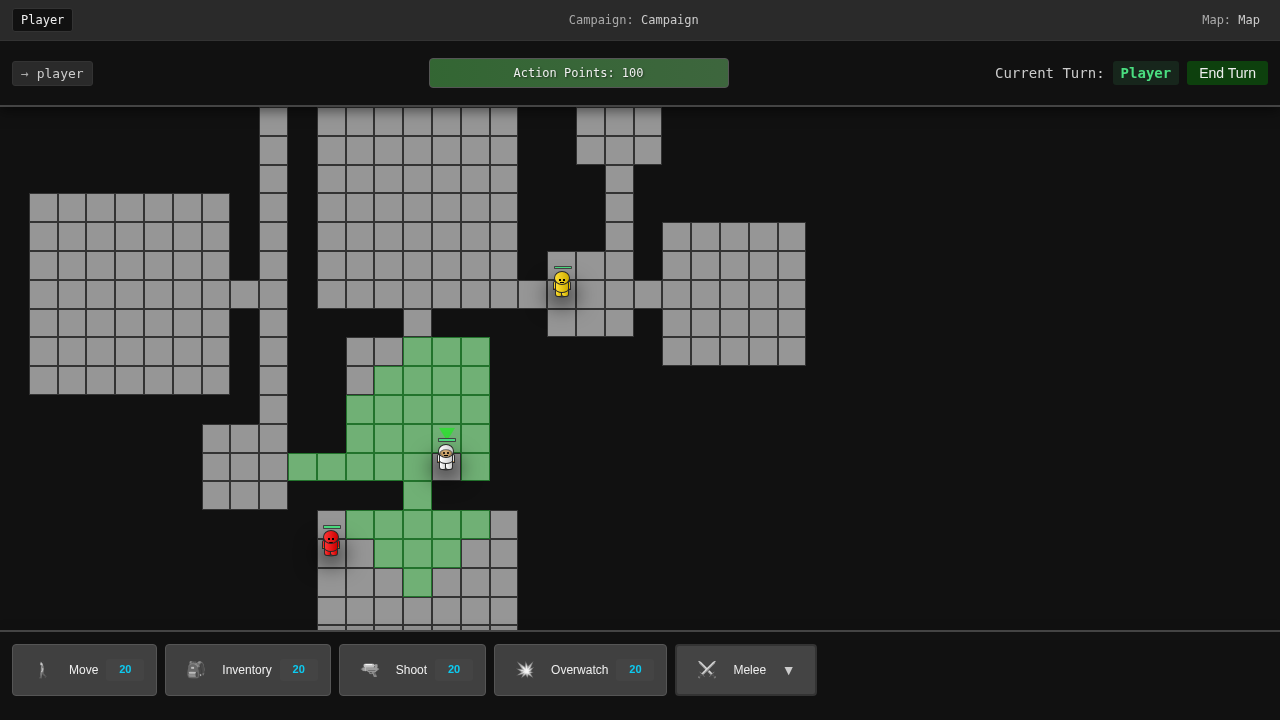 Player
Campaign: Campaign
Map: Map
→ player
Action Points: 100
Current Turn: Player
End Turn
Move 20
Inventory 20
Shoot 20
Overwatch 20
Melee ▼